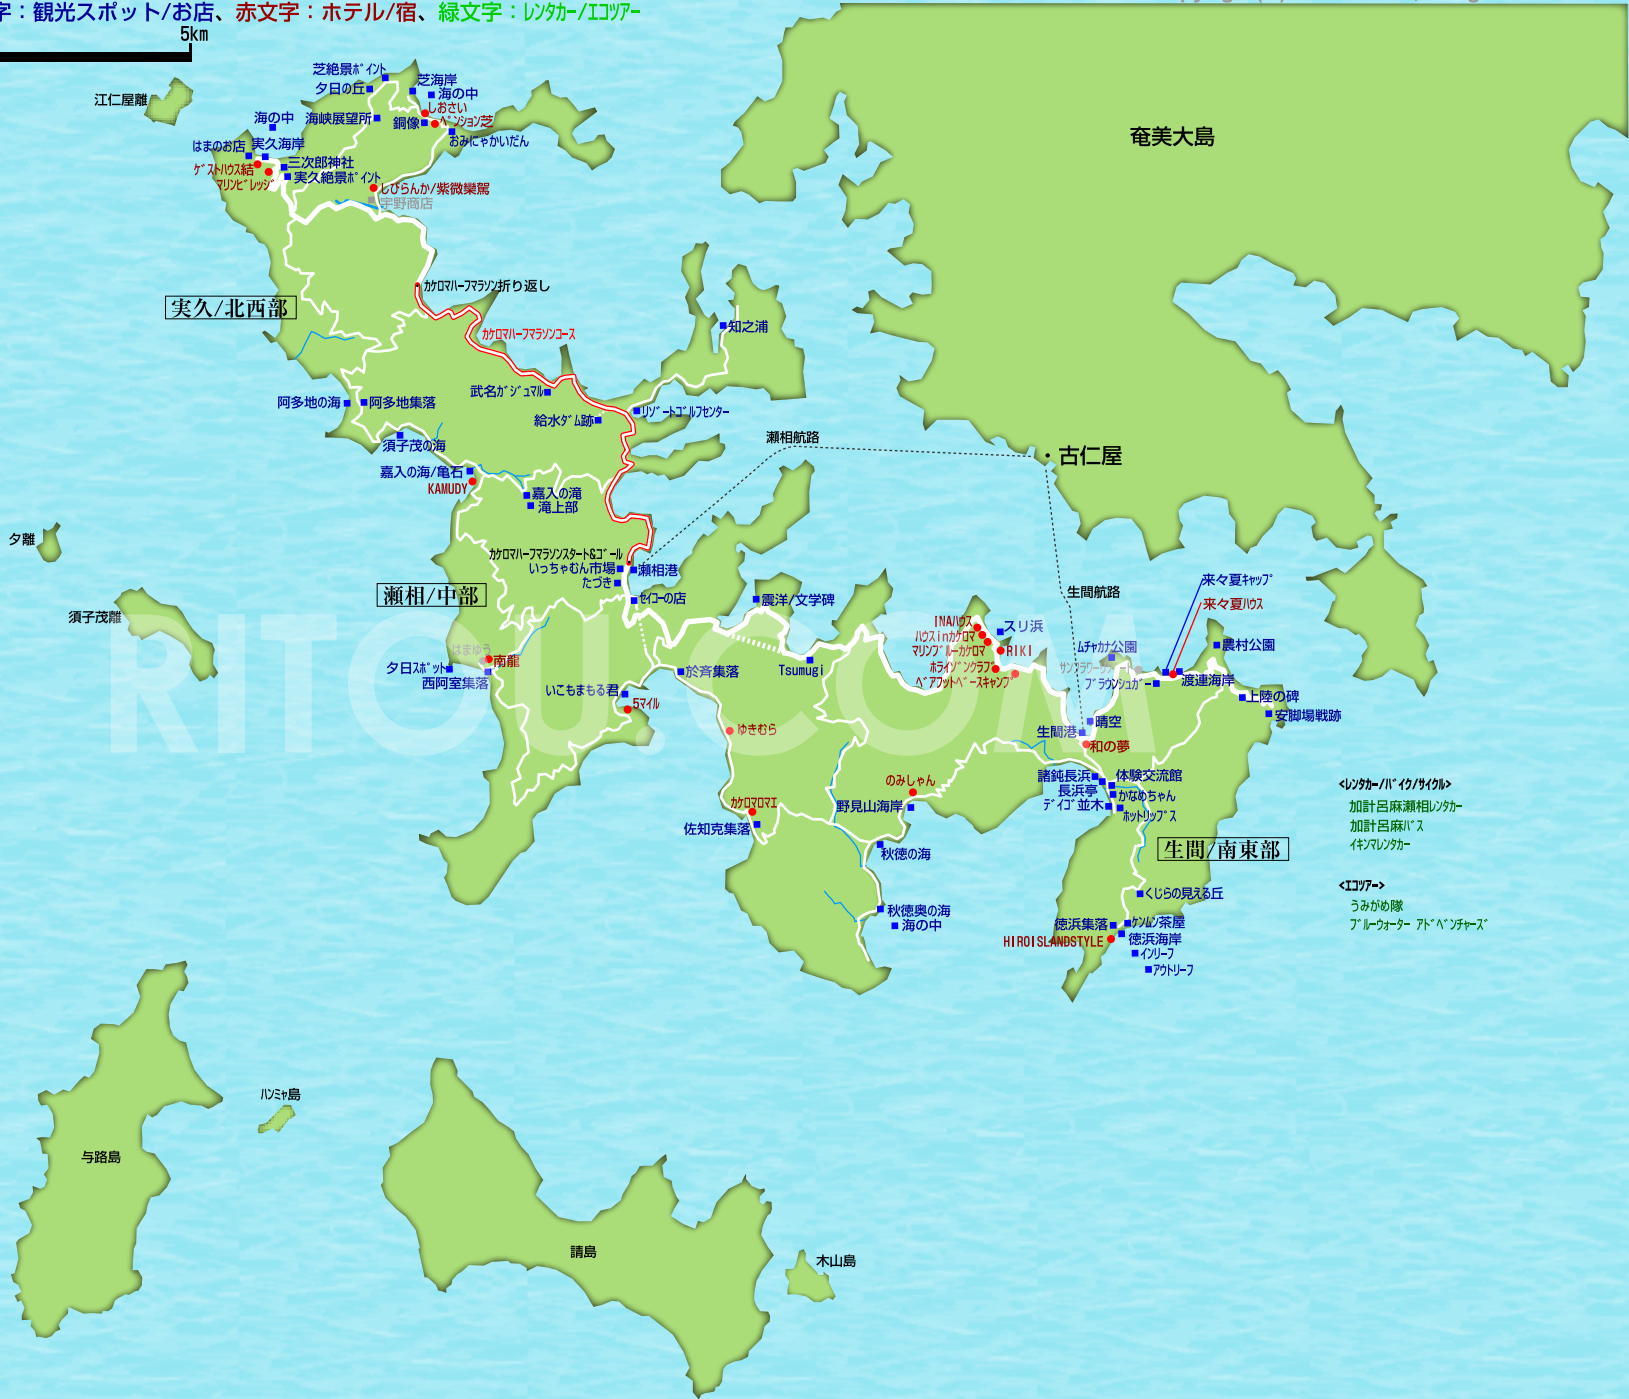 字：観光スポット/お店、赤文字：ホテル/宿、緑文字：ﾚﾝﾀｶｰ/ｴｺﾂｱｰ
5km
芝絶景ﾎﾟｲﾝﾄ
夕日の丘
芝海岸
海の中
江仁屋離
海の中
海峡展望所
しおさい
銅像
ﾍﾟﾝｼｮﾝ芝
おみにゃかいだん
はまのお店
実久海岸
ｹﾞｽﾄﾊｳｽ結
三次郎神社
ﾏﾘﾝﾋﾞﾚｯｼﾞ
実久絶景ﾎﾟｲﾝﾄ
しびらんか/紫微欒駕
宇野商店
奄美大島
ｶｹﾛﾏﾊｰﾌﾏﾗｿﾝ折り返し
実久/北西部
ｶｹﾛﾏﾊｰﾌﾏﾗｿﾝｺｰｽ
知之浦
武名ｶﾞｼﾞｭﾏﾙ
阿多地の海
阿多地集落
給水ﾀﾞﾑ跡
ﾘｿﾞｰﾄｺﾞﾙﾌｾﾝﾀｰ
須子茂の海
瀬相航路
・古仁屋
嘉入の海/亀石
KAMUDY
嘉入の滝
滝上部
夕離
ｶｹﾛﾏﾊｰﾌﾏﾗｿﾝｽﾀｰﾄ&ｺﾞｰﾙ
いっちゃむん市場
瀬相港
たづき
瀬相/中部
ｾｲｺｰの店
震洋/文学碑
生間航路
来々夏ｷｬｯﾌﾟ
来々夏ﾊｳｽ
須子茂離
INAﾊｳｽ
ﾊｳｽinｶｹﾛﾏ
ﾏﾘﾝﾌﾞﾙｰｶｹﾛﾏ
スリ浜
RIKI
ﾎﾗｲｿﾞﾝｸﾗﾌﾞ
ﾍﾞｱﾌｯﾄﾍﾞｰｽｷｬﾝﾌﾟ
ﾑﾁｬｶﾅ公園
農村公園
はまゆう
南龍
夕日ｽﾎﾟｯﾄ
西阿室集落
Tsumugi
於斉集落
ﾌﾞﾗｳﾝｼｭｶﾞｰ
渡連海岸
いこもまもる君
5ﾏｲﾙ
上陸の碑
安脚場戦跡
RITOU.COM
ゆきむら
晴空
生間港
和の夢
のみしゃん
諸鈍長浜
体験交流館
長浜亭
かなめちゃん
ﾃﾞｲｺﾞ並木
ﾎｯﾄﾘｯﾌﾟｽ
ｶｹﾛﾏﾛﾏｴ
佐知克集落
野見山海岸
秋徳の海
生間/南東部
<ﾚﾝﾀｶｰ/ﾊﾞｲｸ/ｻｲｸﾙ>
加計呂麻瀬相ﾚﾝﾀｶｰ
加計呂麻ﾊﾞｽ
ｲｷﾝﾏﾚﾝﾀｶｰ
<ｴｺﾂｱｰ>
うみがめ隊
ﾌﾞﾙｰｳｫｰﾀｰ ｱﾄﾞﾍﾞﾝﾁｬｰｽﾞ
くじらの見える丘
秋徳奥の海
海の中
徳浜集落
ｹﾝﾑﾝ茶屋
HIROISLANDSTYLE
徳浜海岸
ｲﾝﾘｰﾌ
ｱｳﾄﾘｰﾌ
ﾊﾝﾐｬ島
与路島
請島
木山島